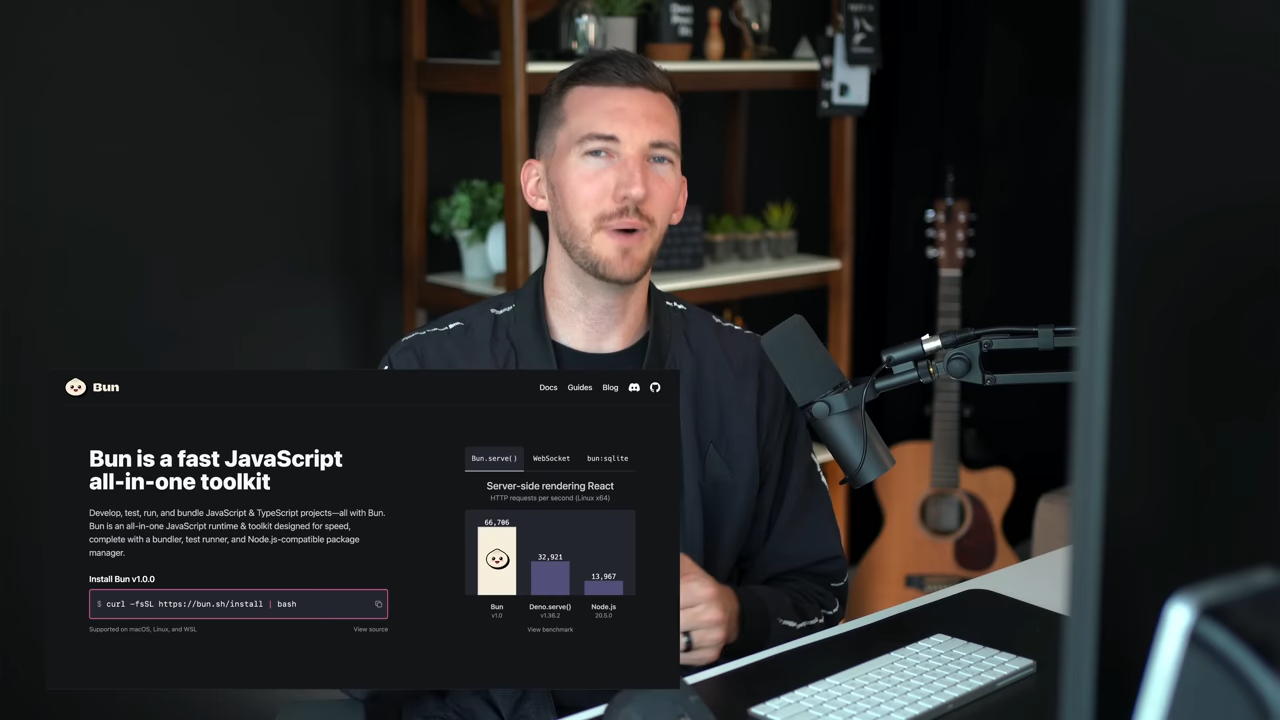 Bun
Docs Guides Blog
Bun is a fast JavaScript
all-in-one toolkit
Develop, test, run, and bundle JavaScript & TypeScript projects—all with Bun.
Bun is an all-in-one JavaScript runtime & toolkit designed for speed,
complete with a bundler, test runner, and Node.js-compatible package
manager.
Install Bun v1.0.0
$ curl -fsSL https://bun.sh/install | bash
Supported on macOS, Linux, and WSL
View source
Bun.serve() WebSocket bun:sqlite
Server-side rendering React
HTTP requests per second (Linux x64)
66,706
32,921
13,967
Bun Deno.serve() Node.js
v1.0 v1.36.2 20.5.0
View benchmark